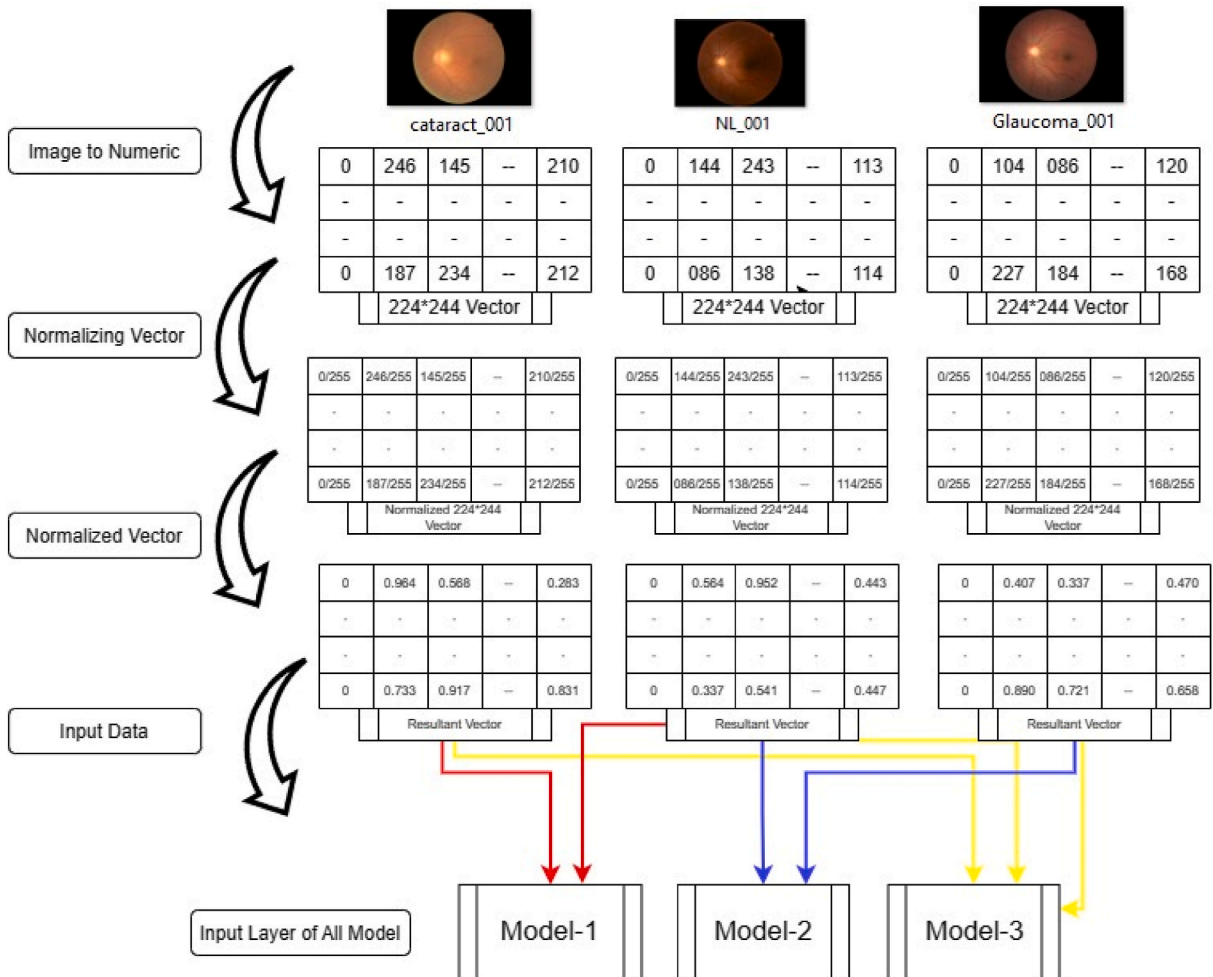 cataract_001
NL_001
Glaucoma_001
Image to Numeric
0 246 145 -- 210
- - - - -
- - - - -
0 187 234 -- 212
224*244 Vector
0 144 243 -- 113
- - - - -
- - - - -
0 086 138 -- 114
224*244 Vector
0 104 086 -- 120
- - - - -
- - - - -
0 227 184 -- 168
224*244 Vector
Normalizing Vector
0/255 246/255 145/255 -- 210/255
- - - - -
- - - - -
0/255 187/255 234/255 -- 212/255
Normalized 224*244
Vector
0/255 144/255 243/255 -- 113/255
- - - - -
- - - - -
0/255 086/255 138/255 -- 114/255
Normalized 224*244
Vector
0/255 104/255 086/255 -- 120/255
- - - - -
- - - - -
0/255 227/255 184/255 -- 168/255
Normalized 224*244
Vector
Normalized Vector
0 0.964 0.568 -- 0.283
- - - - -
- - - - -
0 0.733 0.917 -- 0.831
Resultant Vector
0 0.564 0.952 -- 0.443
- - - - -
- - - - -
0 0.337 0.541 -- 0.447
Resultant Vector
0 0.407 0.337 -- 0.470
- - - - -
- - - - -
0 0.890 0.721 -- 0.658
Resultant Vector
Input Data
Input Layer of All Model
Model-1
Model-2
Model-3